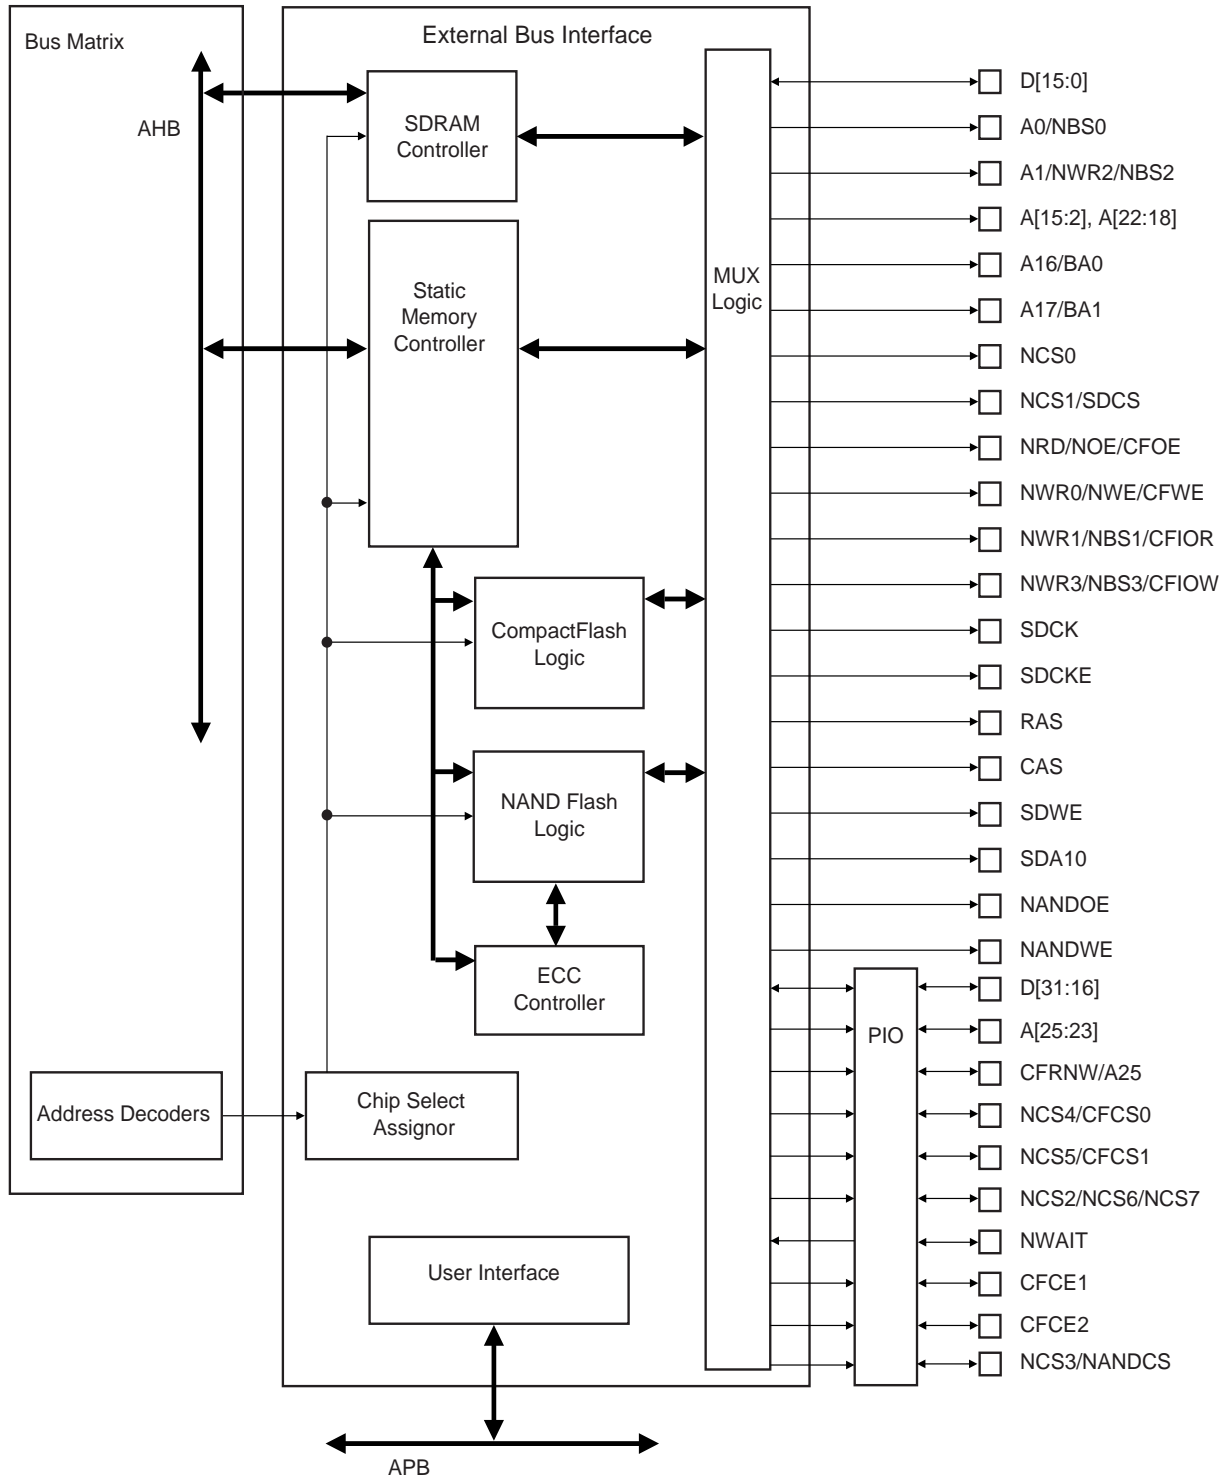 Bus Matrix
External Bus Interface
AHB
SDRAM
Controller
Static
Memory
Controller
MUX
Logic
CompactFlash
Logic
NAND Flash
Logic
ECC
Controller
Address Decoders
Chip Select
Assignor
User Interface
APB
PIO
D[15:0]
A0/NBS0
A1/NWR2/NBS2
A[15:2], A[22:18]
A16/BA0
A17/BA1
NCS0
NCS1/SDCS
NRD/NOE/CFOE
NWR0/NWE/CFWE
NWR1/NBS1/CFIOR
NWR3/NBS3/CFIOW
SDCK
SDCKE
RAS
CAS
SDWE
SDA10
NANDOE
NANDWE
D[31:16]
A[25:23]
CFRNW/A25
NCS4/CFCS0
NCS5/CFCS1
NCS2/NCS6/NCS7
NWAIT
CFCE1
CFCE2
NCS3/NANDCS